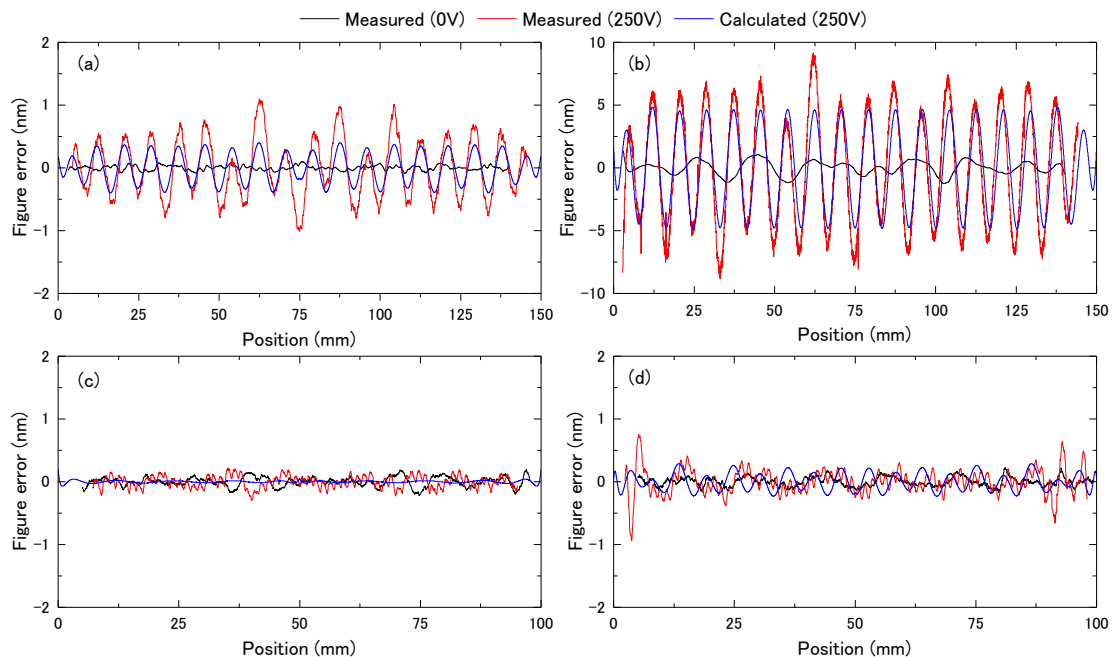 Measured (0V) Measured (250V) Calculated (250V)
(a)
Figure error (nm)
2
1
0
-1
-2
0 25 50 75 100 125 150
Position (mm)
(b)
Figure error (nm)
10
5
0
-5
-10
0 25 50 75 100 125 150
Position (mm)
(c)
Figure error (nm)
2
1
0
-1
-2
0 25 50 75 100
Position (mm)
(d)
Figure error (nm)
2
1
0
-1
-2
0 25 50 75 100
Position (mm)